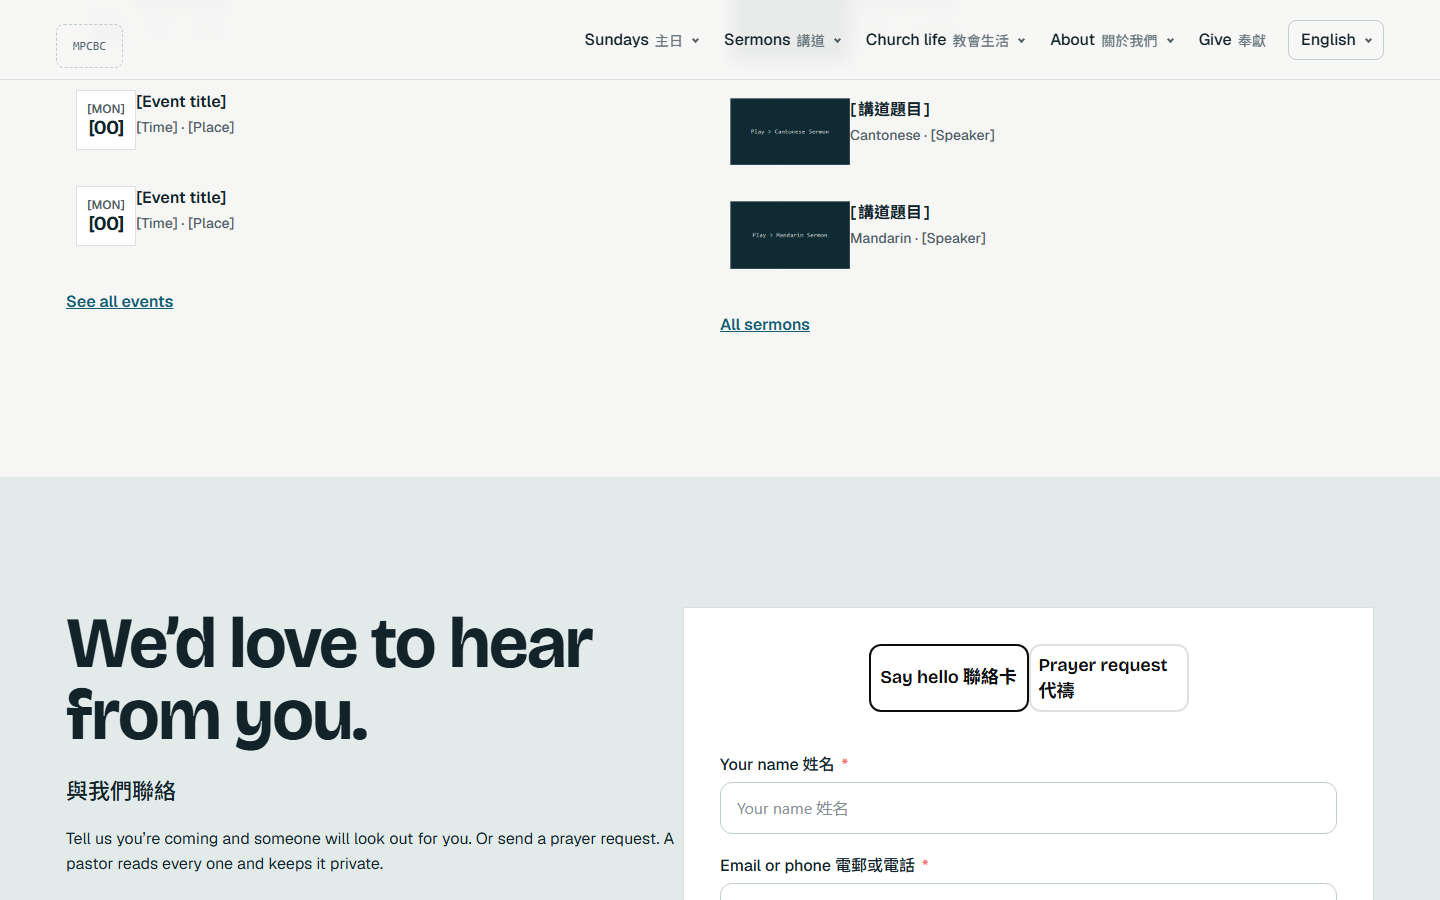 MPCBC
Sundays 主日
Sermons 講道
Church life 教會生活
About 關於我們
Give 奉獻
English
[MON]
[00]
[Event title]
[Time] · [Place]
[MON]
[00]
[Event title]
[Time] · [Place]
See all events
Play > Cantonese Sermon
[講道題目]
Cantonese · [Speaker]
Play > Mandarin Sermon
[講道題目]
Mandarin · [Speaker]
All sermons
We’d love to hear
from you.
與我們聯絡
Tell us you’re coming and someone will look out for you. Or send a prayer request. A
pastor reads every one and keeps it private.
Say hello 聯絡卡
Prayer request
代禱
Your name 姓名 *
Your name 姓名
Email or phone 電郵或電話 *